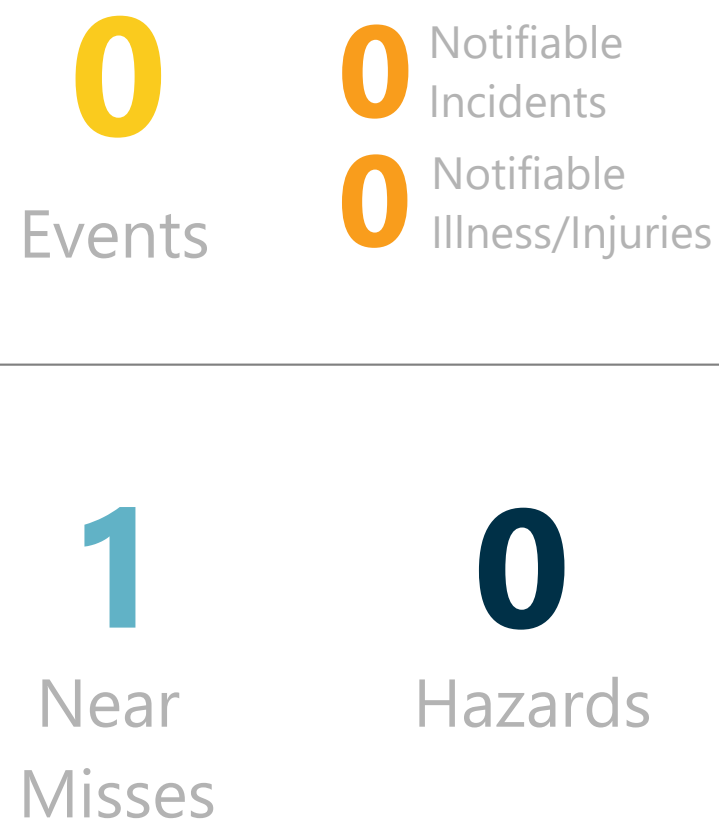 0
Events
0
Notifiable
Incidents
0
Notifiable
Illness/Injuries
1
Near
Misses
0
Hazards